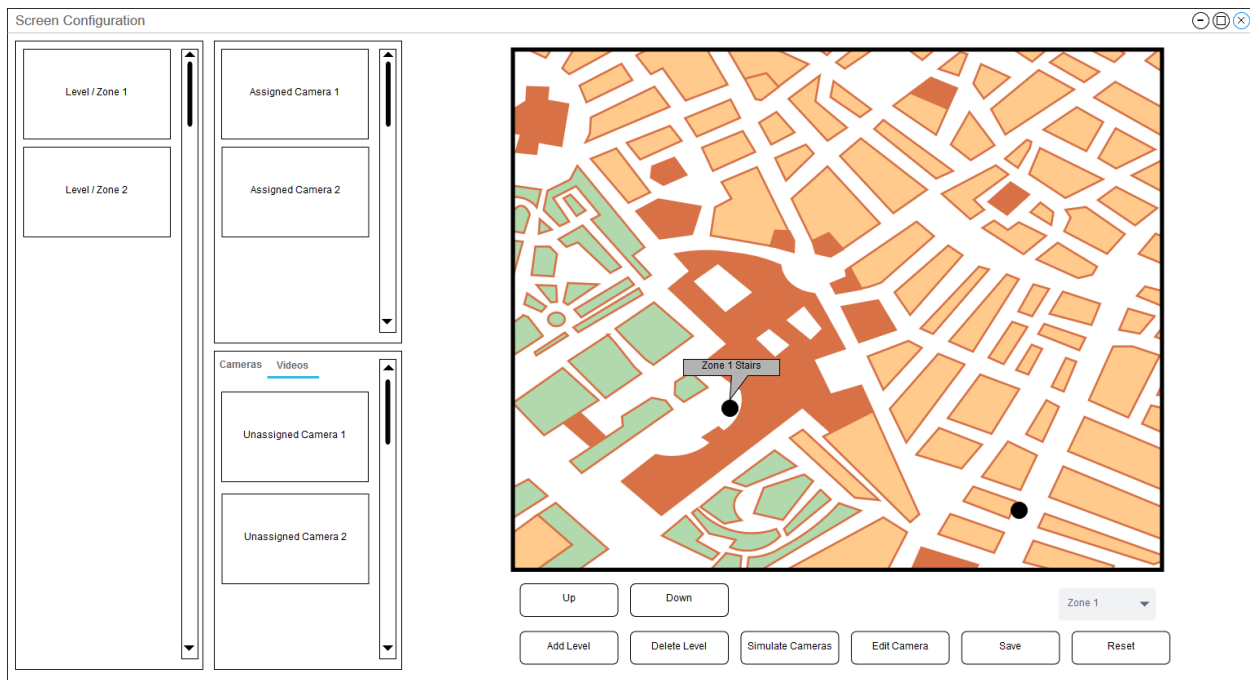 Screen Configuration
Level / Zone 1
Level / Zone 2
Assigned Camera 1
Assigned Camera 2
Cameras Videos
Unassigned Camera 1
Unassigned Camera 2
Zone 1 Stairs
Up Down Zone 1
Add Level Delete Level Simulate Cameras Edit Camera Save Reset